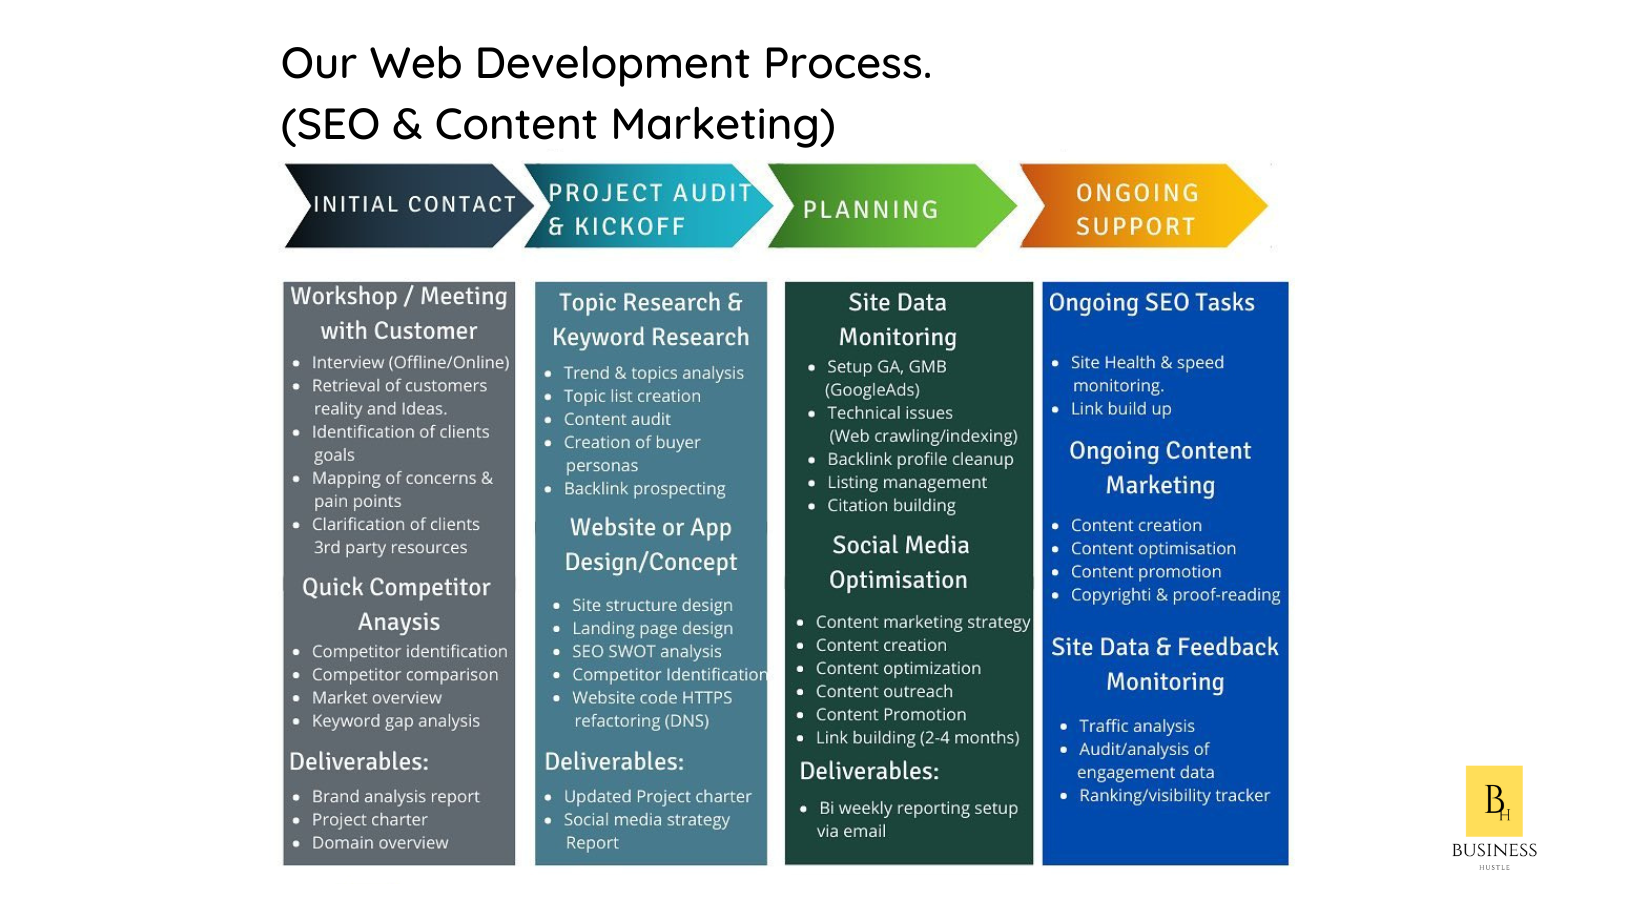 Our Web Development Process.
(SEO & Content Marketing)
INITIAL CONTACT
PROJECT AUDIT
& KICKOFF
PLANNING
ONGOING
SUPPORT
Workshop / Meeting
with Customer
• Interview (Offline/Online)
• Retrieval of customers
reality and Ideas.
• Identification of clients
goals
• Mapping of concerns &
pain points
• Clarification of clients
3rd party resources
Quick Competitor
Anaysis
• Competitor identification
• Competitor comparison
• Market overview
• Keyword gap analysis
Deliverables:
• Brand analysis report
• Project charter
• Domain overview
Topic Research &
Keyword Research
• Trend & topics analysis
• Topic list creation
• Content audit
• Creation of buyer
personas
• Backlink prospecting
Website or App
Design/Concept
• Site structure design
• Landing page design
• SEO SWOT analysis
• Competitor Identification
• Website code HTTPS
refactoring (DNS)
Deliverables:
• Updated Project charter
• Social media strategy
Report
Site Data
Monitoring
• Setup GA, GMB
(GoogleAds)
• Technical issues
(Web crawling/indexing)
• Backlink profile cleanup
• Listing management
• Citation building
Social Media
Optimisation
• Content marketing strategy
• Content creation
• Content optimization
• Content outreach
• Content Promotion
• Link building (2-4 months)
Deliverables:
• Bi weekly reporting setup
via email
Ongoing SEO Tasks
• Site Health & speed
monitoring.
• Link build up
Ongoing Content
Marketing
• Content creation
• Content optimisation
• Content promotion
• Copyrighti & proof-reading
Site Data & Feedback
Monitoring
• Traffic analysis
• Audit/analysis of
engagement data
• Ranking/visibility tracker
BH
BUSINESS
HUSTLE